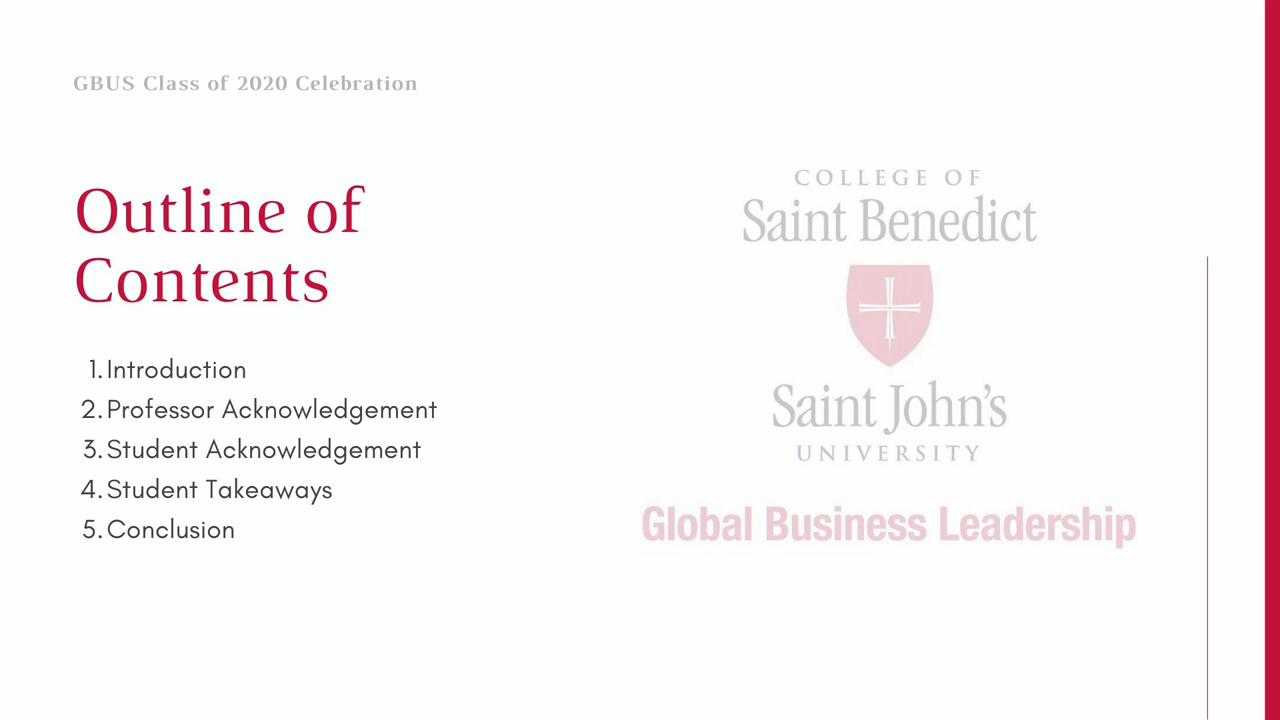 GBUS Class of 2020 Celebration
Outline of
Contents
1. Introduction
2. Professor Acknowledgement
3. Student Acknowledgement
4. Student Takeaways
5. Conclusion
COLLEGE OF
Saint Benedict
Saint John's
UNIVERSITY
Global Business Leadership